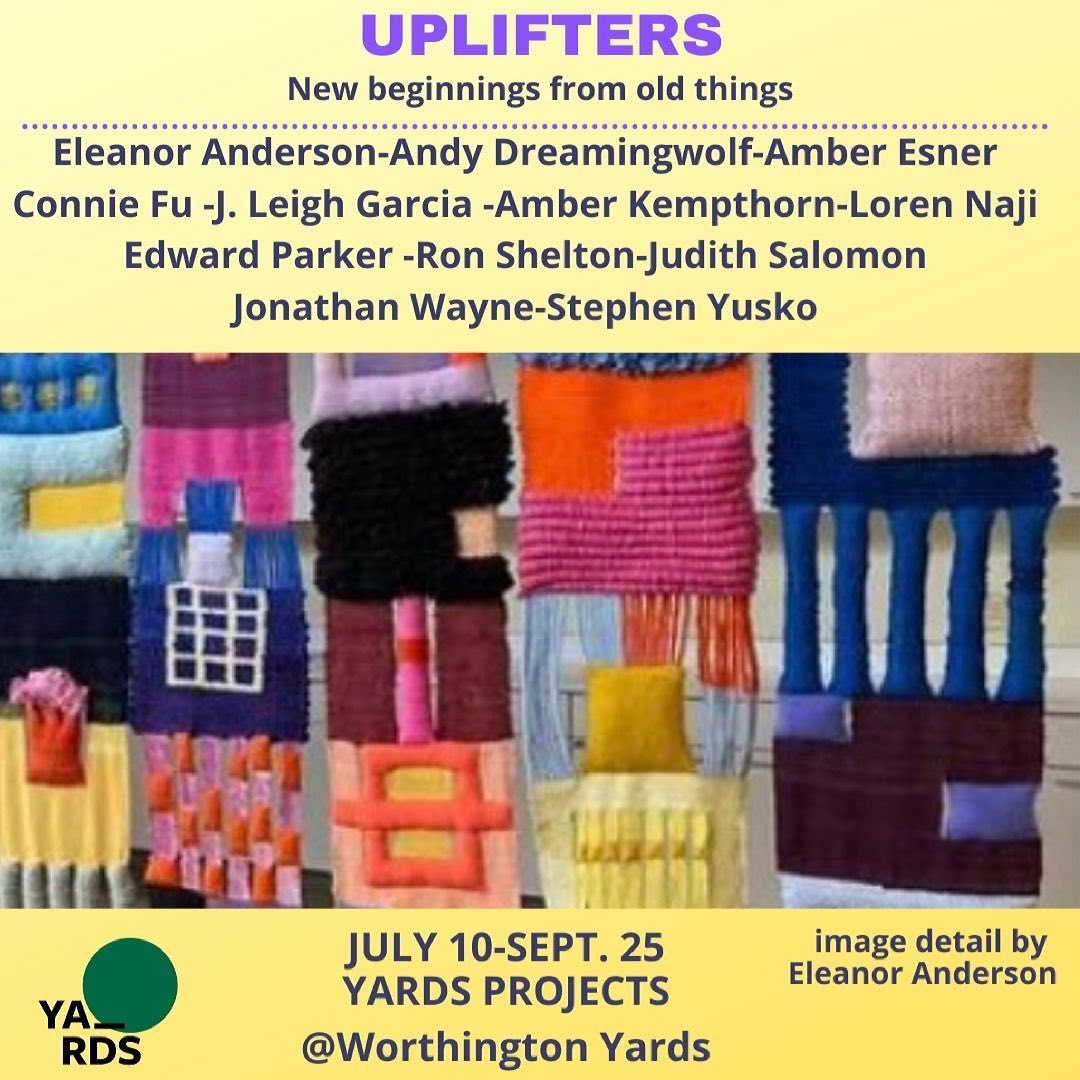 UPLIFTERS
New beginnings from old things
Eleanor Anderson-Andy Dreamingwolf-Amber Esner
Connie Fu -J. Leigh Garcia -Amber Kempthorn-Loren Naji
Edward Parker -Ron Shelton-Judith Salomon
Jonathan Wayne-Stephen Yusko
JULY 10-SEPT. 25
YARDS PROJECTS
@Worthington Yards
image detail by
Eleanor Anderson
YA_
RDS